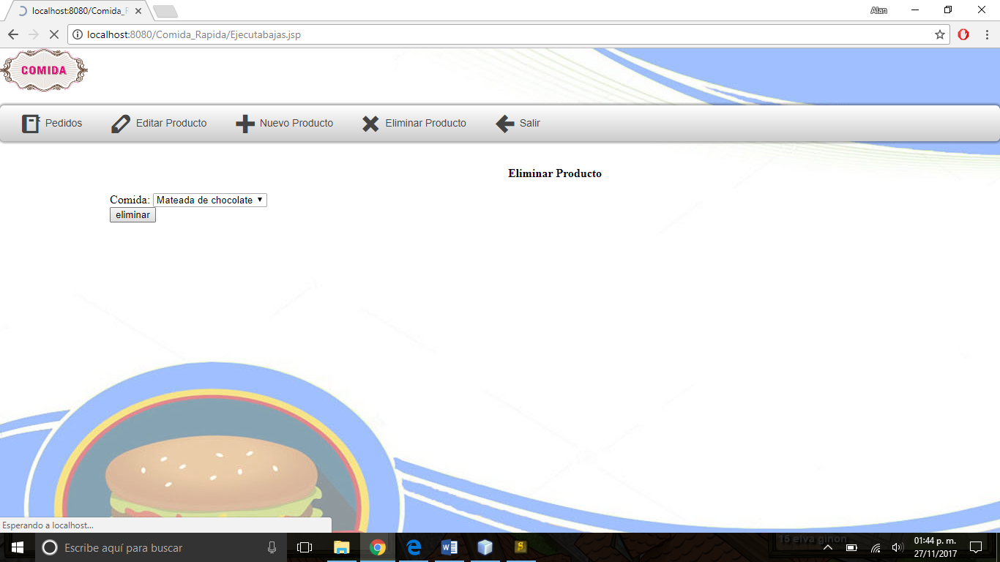 localhost:8080/Comida_R
Alan
localhost:8080/Comida_Rapida/Ejecutabajas.jsp
COMIDA
Pedidos
Editar Producto
Nuevo Producto
Eliminar Producto
Salir
Eliminar Producto
Comida: Mateada de chocolate
eliminar
Esperando a localhost...
Escribe aquí para buscar
15 elva ginon
01:44 p. m.
27/11/2017